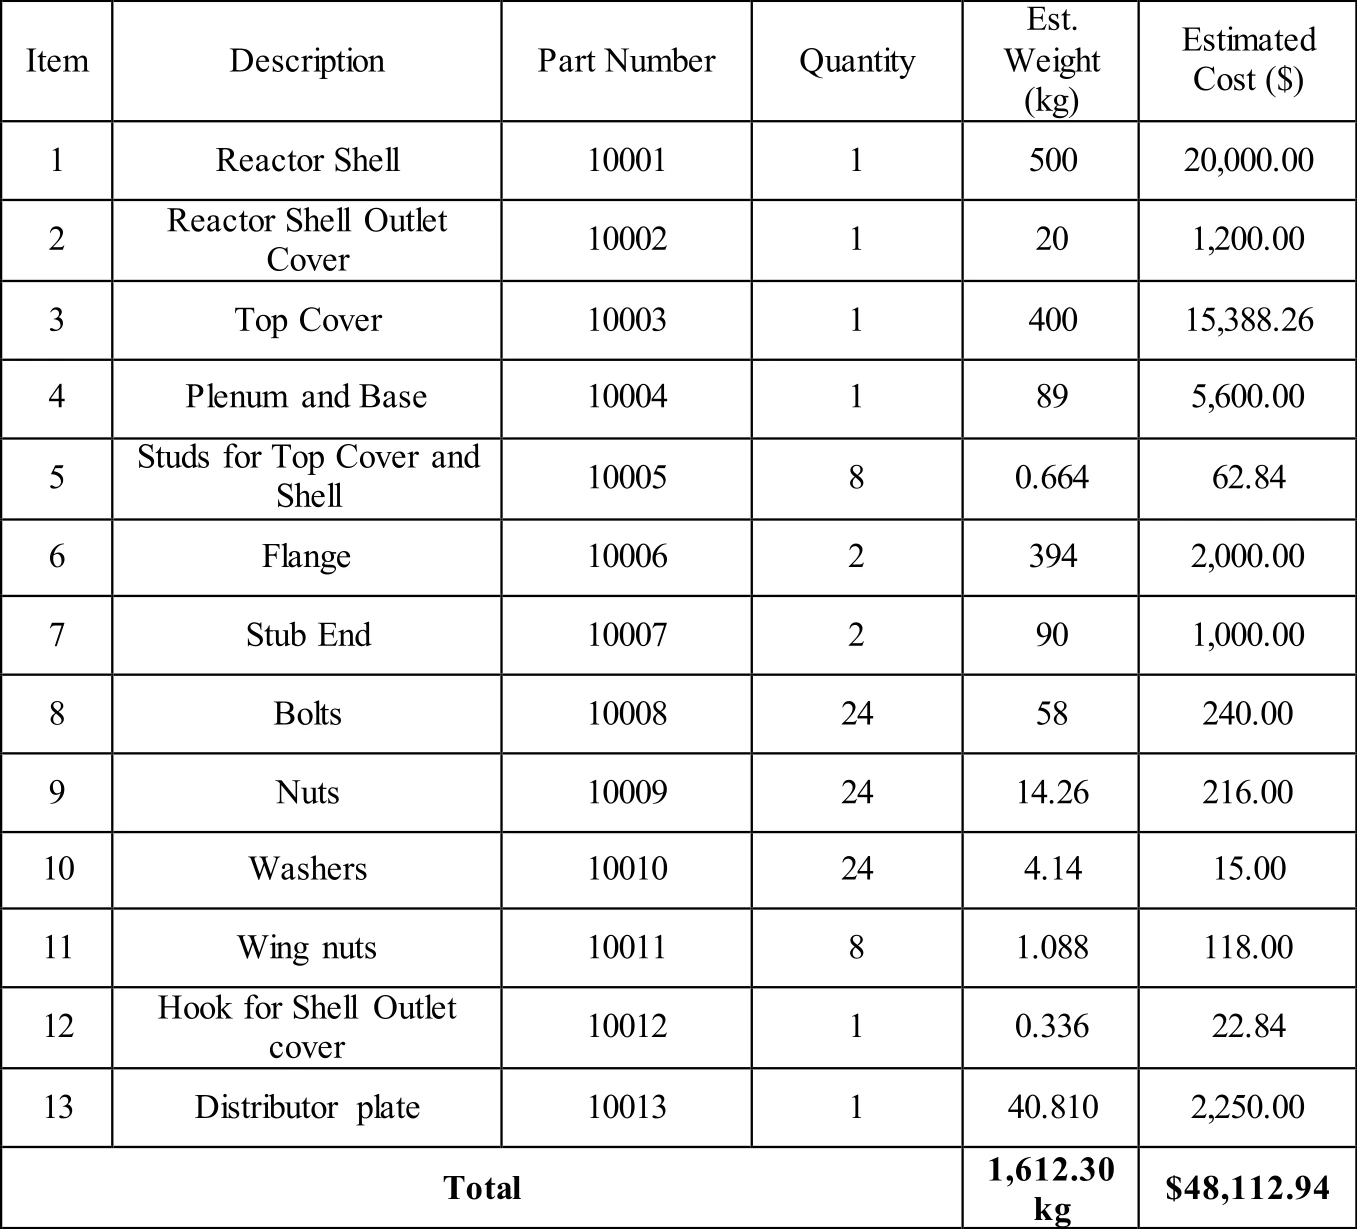 Item Description Part Number Quantity Est. Weight (kg) Estimated Cost ($)
1 Reactor Shell 10001 1 500 20,000.00
2 Reactor Shell Outlet Cover 10002 1 20 1,200.00
3 Top Cover 10003 1 400 15,388.26
4 Plenum and Base 10004 1 89 5,600.00
5 Studs for Top Cover and Shell 10005 8 0.664 62.84
6 Flange 10006 2 394 2,000.00
7 Stub End 10007 2 90 1,000.00
8 Bolts 10008 24 58 240.00
9 Nuts 10009 24 14.26 216.00
10 Washers 10010 24 4.14 15.00
11 Wing nuts 10011 8 1.088 118.00
12 Hook for Shell Outlet cover 10012 1 0.336 22.84
13 Distributor plate 10013 1 40.810 2,250.00
Total 1,612.30 kg $48,112.94